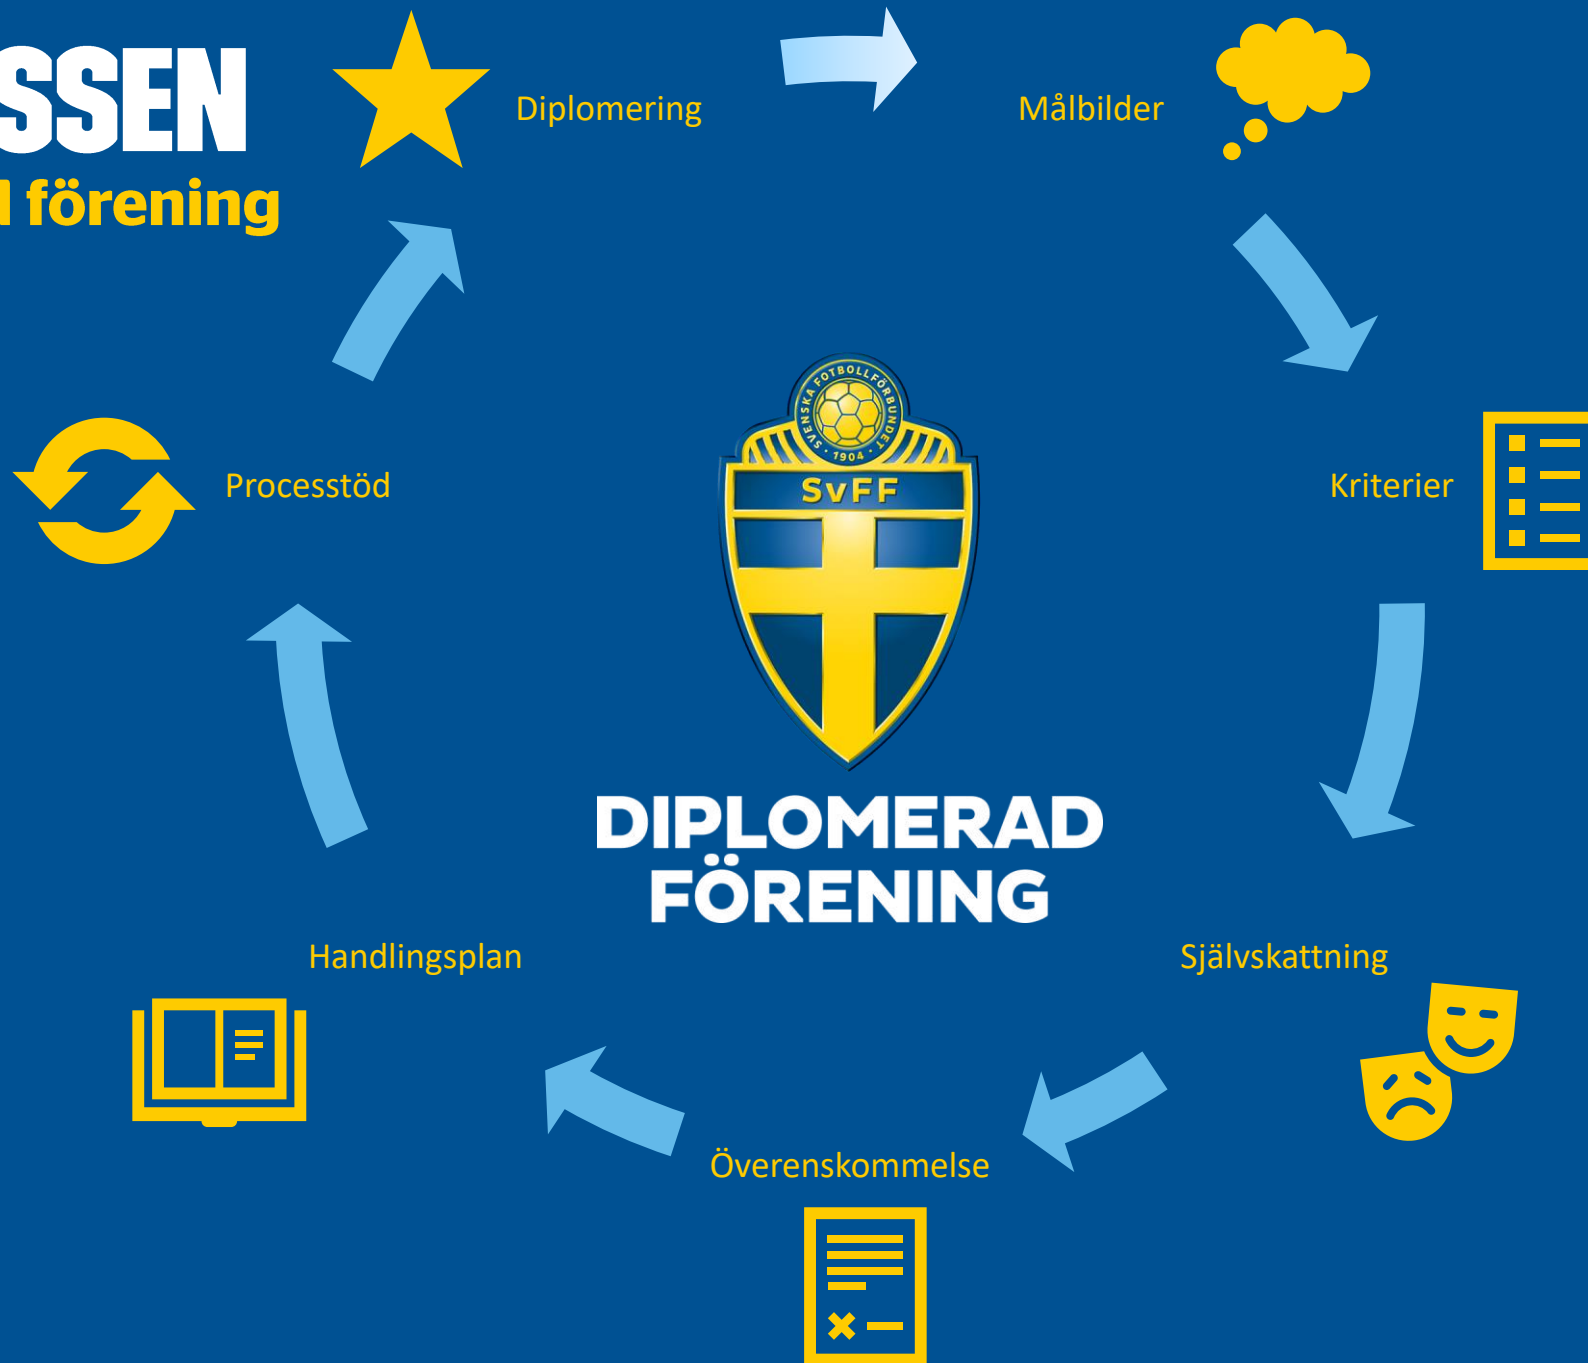 SSEN
förening
Diplomering
Målbilder
Processtöd
Kriterier
SVENSKA FOTBOLLFÖRBUNDET
· 1904 ·
SvFF
DIPLOMERAD
FÖRENING
Handlingsplan
Självskattning
Överenskommelse